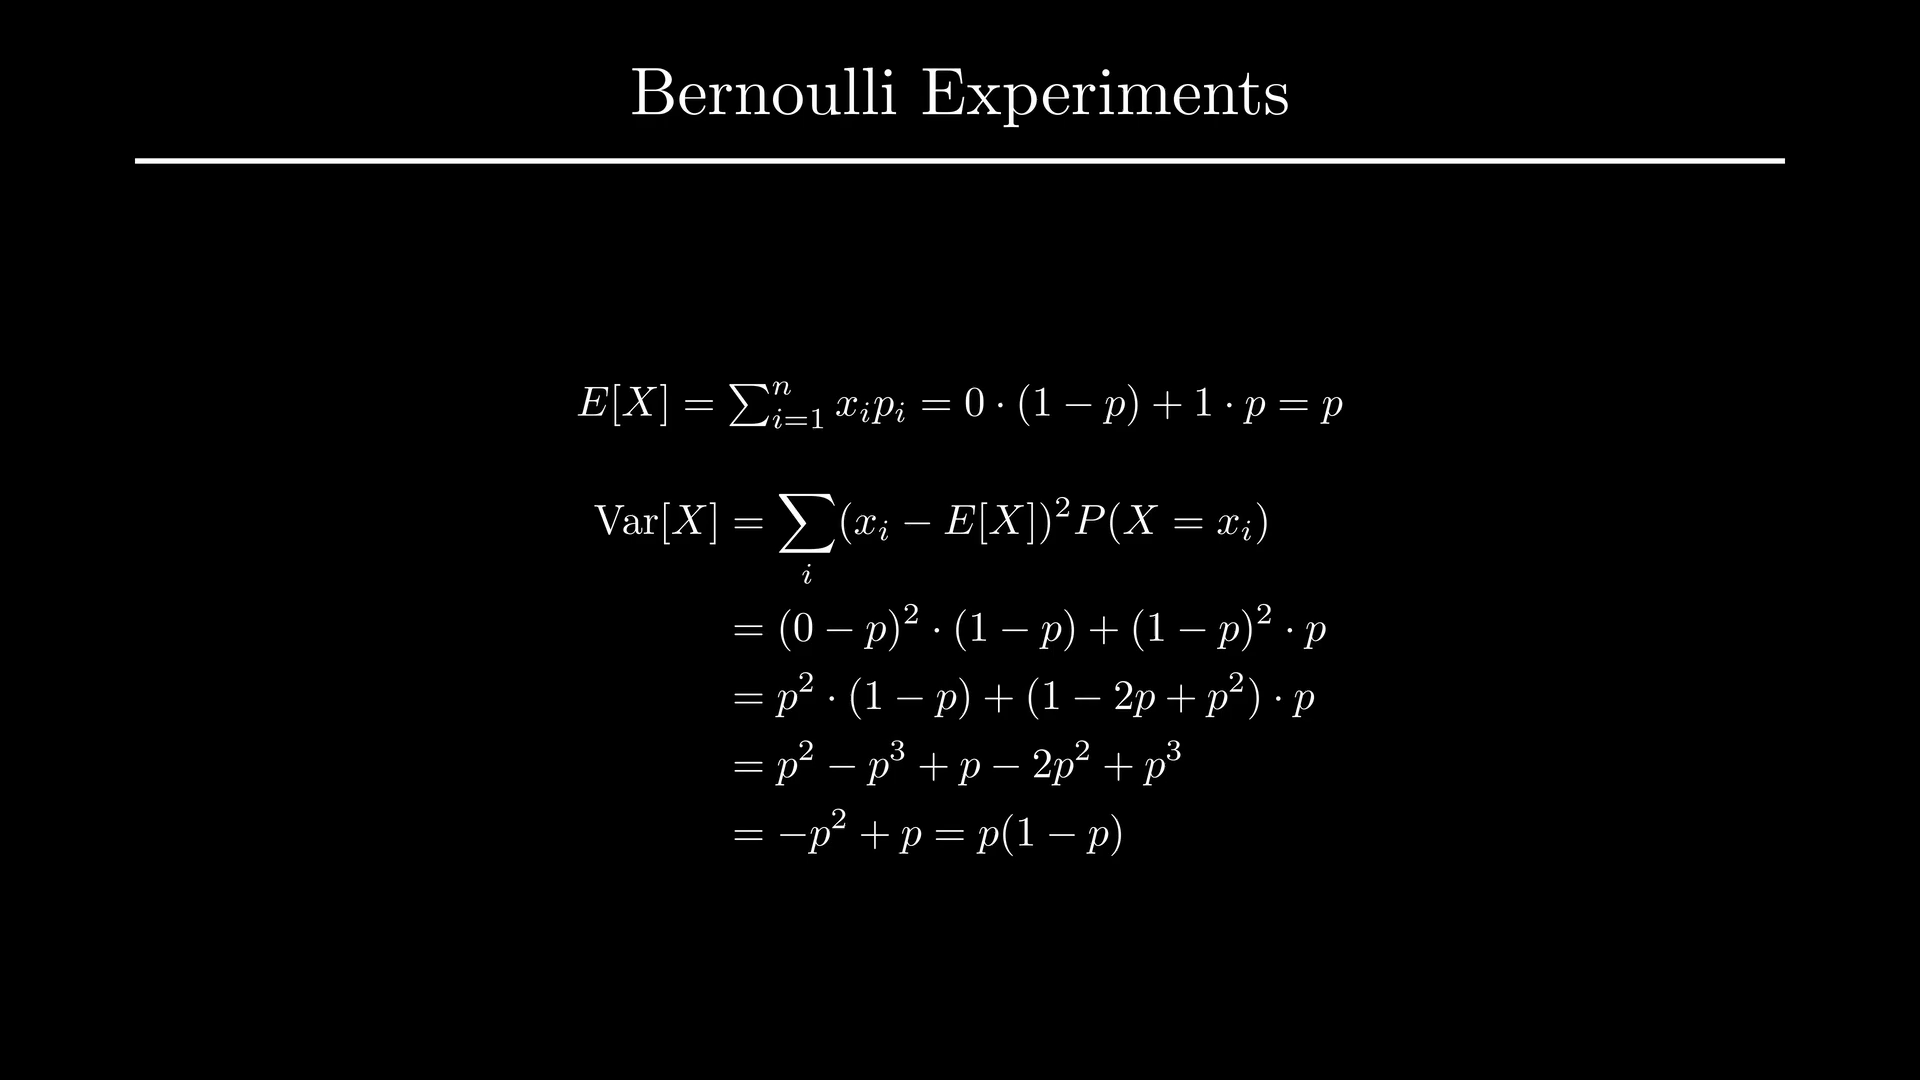 Bernoulli Experiments
E[X] = ∑ⁿᵢ₌₁ xᵢpᵢ = 0 · (1 − p) + 1 · p = p
Var[X] = ∑ᵢ (xᵢ − E[X])² P(X = xᵢ)
= (0 − p)² · (1 − p) + (1 − p)² · p
= p² · (1 − p) + (1 − 2p + p²) · p
= p² − p³ + p − 2p² + p³
= −p² + p = p(1 − p)